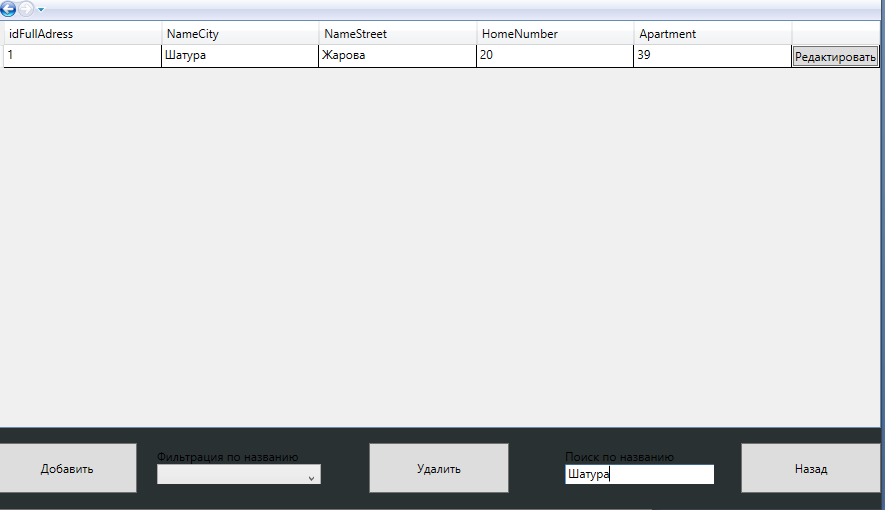 idFullAdress NameCity NameStreet HomeNumber Apartment
1 Шатура Жарова 20 39 Редактировать
Фильтрация по названию Поиск по названию
Добавить Удалить Шатура Назад